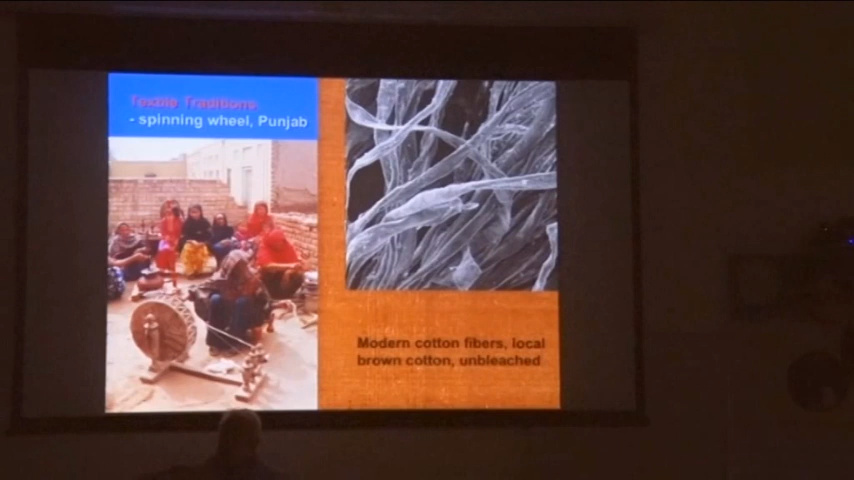 Textile Traditions
- spinning wheel, Punjab
Modern cotton fibers, local
brown cotton, unbleached